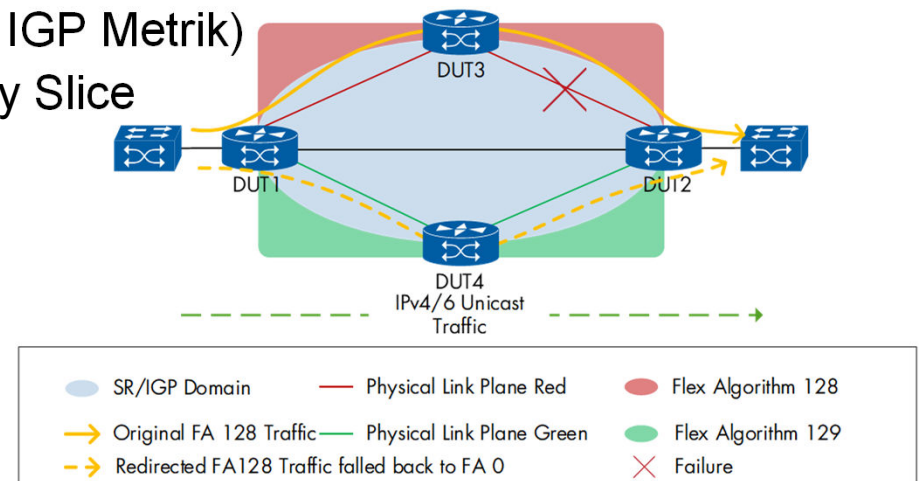 IGP Metrik)
y Slice
DUT3
DUT1
DUT2
DUT4
IPv4/6 Unicast
Traffic
SR/IGP Domain
Physical Link Plane Red
Flex Algorithm 128
Original FA 128 Traffic
Physical Link Plane Green
Flex Algorithm 129
Redirected FA128 Traffic falled back to FA 0
Failure